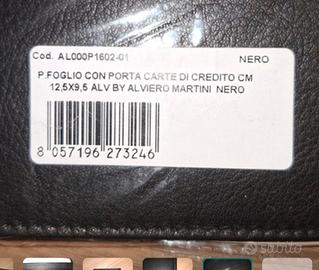 Cod. AL000P1602-01 NERO
P.FOGLIO CON PORTA CARTE DI CREDITO CM
12,5X9,5 ALV BY ALVIERO MARTINI NERO
8 057196 273246
subito